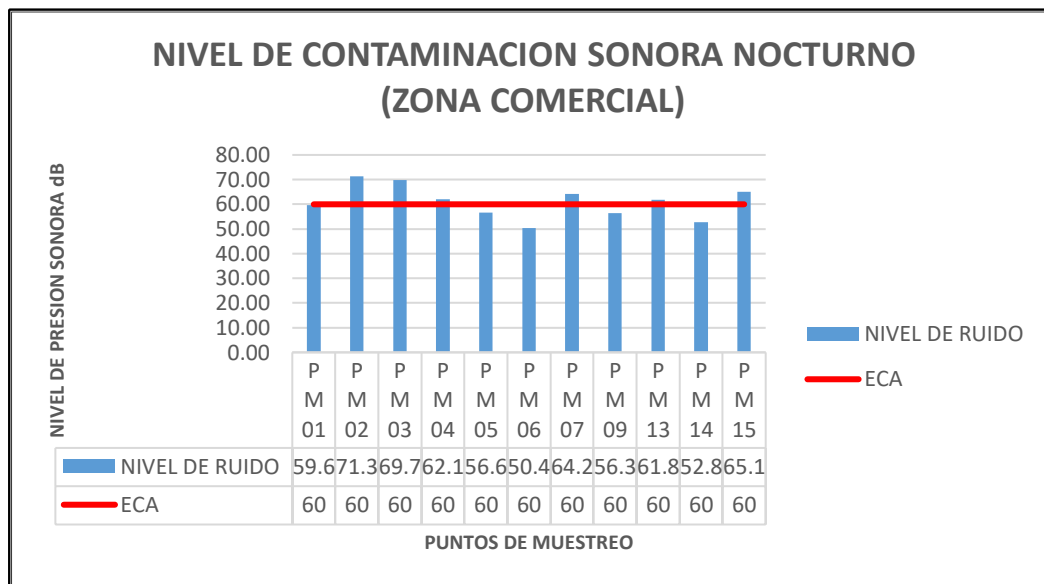 NIVEL DE CONTAMINACION SONORA NOCTURNO
(ZONA COMERCIAL)
NIVEL DE PRESION SONORA dB
80.00
70.00
60.00
50.00
40.00
30.00
20.00
10.00
0.00
P P P P P P P P P P P
M M M M M M M M M M M
01 02 03 04 05 06 07 09 13 14 15
NIVEL DE RUIDO 59.6 71.3 69.7 62.1 56.6 50.4 64.2 56.3 61.8 52.8 65.1
ECA 60 60 60 60 60 60 60 60 60 60 60
PUNTOS DE MUESTREO
NIVEL DE RUIDO
ECA